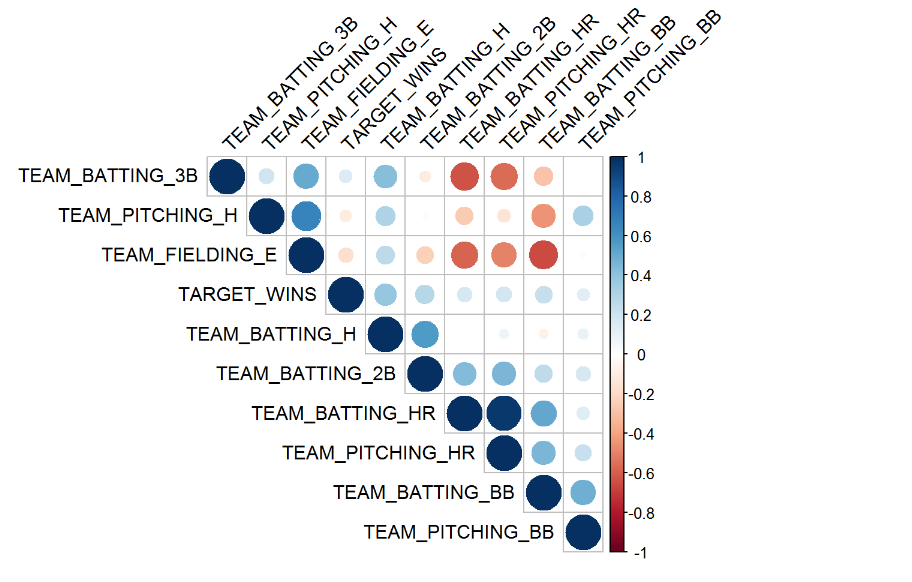 TEAM_BATTING_3B
TEAM_PITCHING_H
TEAM_FIELDING_E
TARGET_WINS
TEAM_BATTING_H
TEAM_BATTING_2B
TEAM_BATTING_HR
TEAM_PITCHING_HR
TEAM_BATTING_BB
TEAM_PITCHING_BB
TEAM_BATTING_3B
TEAM_PITCHING_H
TEAM_FIELDING_E
TARGET_WINS
TEAM_BATTING_H
TEAM_BATTING_2B
TEAM_BATTING_HR
TEAM_PITCHING_HR
TEAM_BATTING_BB
TEAM_PITCHING_BB
1
0.8
0.6
0.4
0.2
0
-0.2
-0.4
-0.6
-0.8
-1